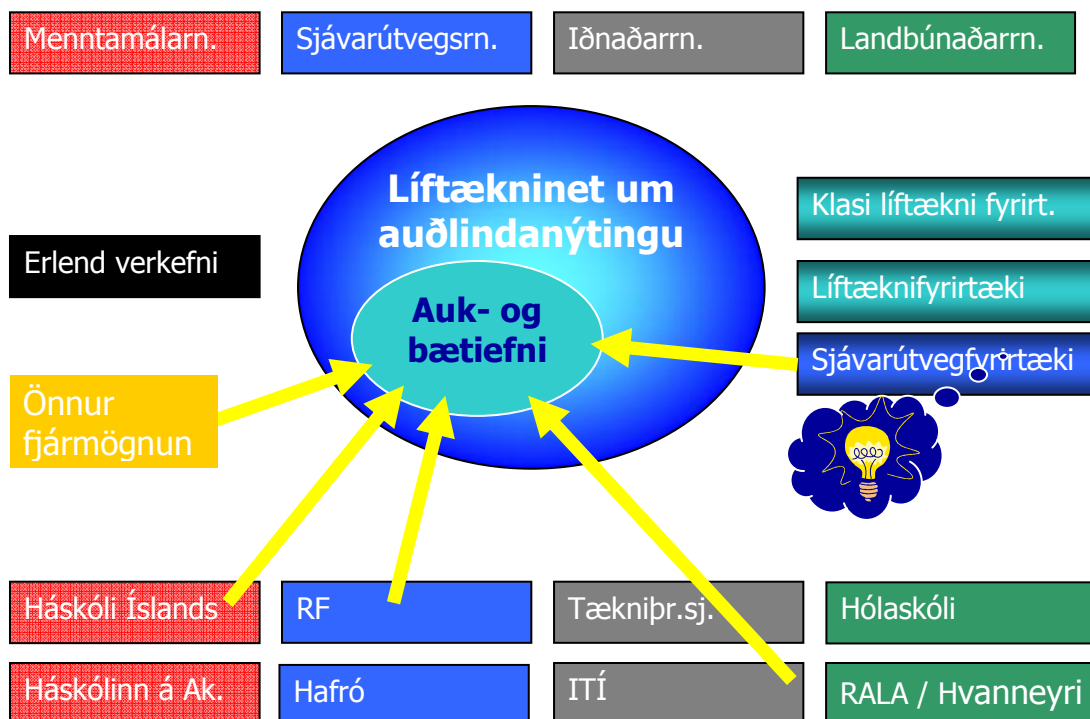 Menntamálarn.
Sjávarútvegsrn.
Iðnaðarrn.
Landbúnaðarrn.
Líftækninet um
auðlindanýtingu
Auk- og
bætiefni
Klasi líftækni fyrirt.
Líftæknifyrirtæki
Sjávarútvegfyrirtæki
Erlend verkefni
Önnur
fjármögnun
Háskóli Íslands
RF
Tækniþr.sj.
Hólaskóli
Háskólinn á Ak.
Hafró
ITÍ
RALA / Hvanneyri